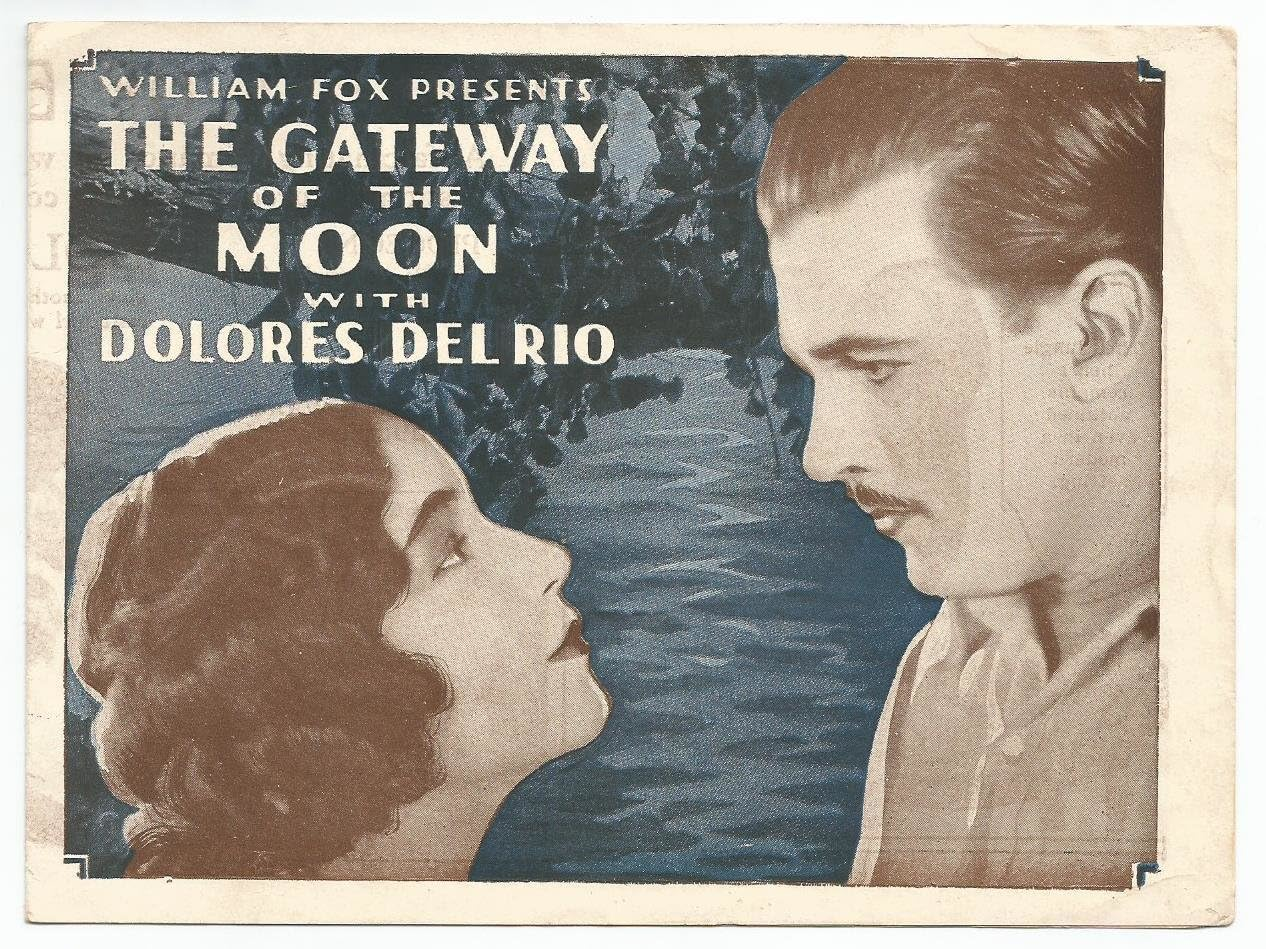 WILLIAM FOX PRESENTS
THE GATEWAY
OF THE
MOON
WITH
DOLORES DEL RIO